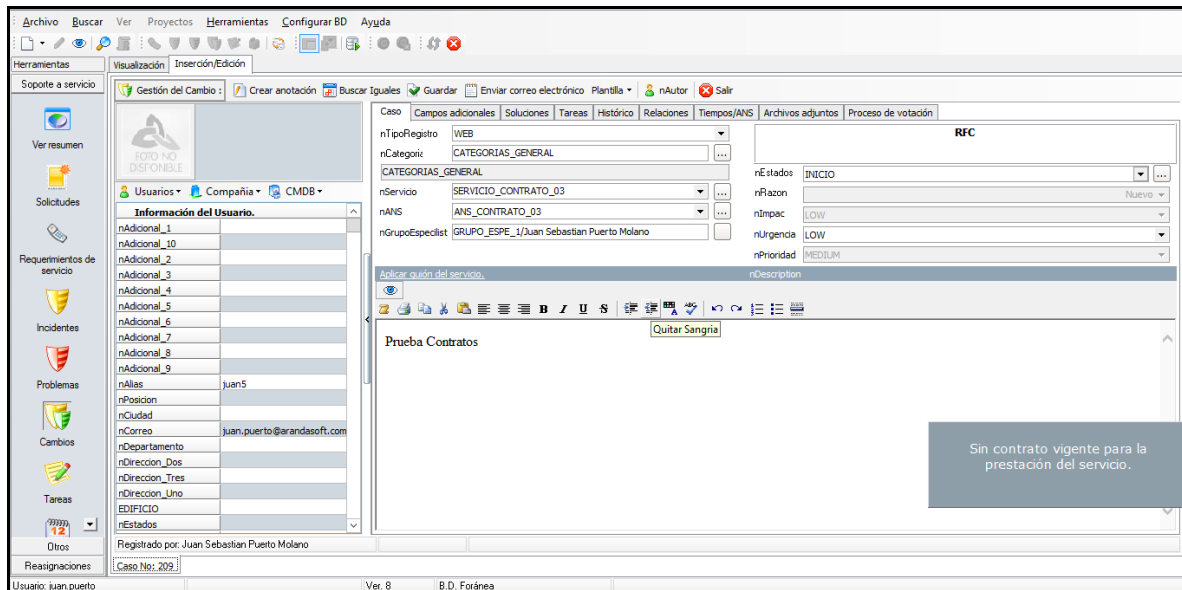 Archivo Buscar Ver Proyectos Herramientas Configurar BD Ayuda
Herramientas
Visualización Inserción/Edición
Soporte a servicio
Gestión del Cambio : Crear anotación Buscar Iguales Guardar Enviar correo electrónico Plantilla nAutor Salir
Ver resumen
Solicitudes
Requerimientos de
servicio
Incidentes
Problemas
Cambios
Tareas
12
Otros
Reasignaciones
FOTO NO
DISPONIBLE
Usuarios Compañia CMDB
Información del Usuario.
nAdicional_1
nAdicional_10
nAdicional_2
nAdicional_3
nAdicional_4
nAdicional_5
nAdicional_6
nAdicional_7
nAdicional_8
nAdicional_9
nAlias juan5
nPosicion
nCiudad
nCorreo juan.puerto@arandasoft.com
nDepartamento
nDireccion_Dos
nDireccion_Tres
nDireccion_Uno
EDIFICIO
nEstados
Caso Campos adicionales Soluciones Tareas Histórico Relaciones Tiempos/ANS Archivos adjuntos Proceso de votación
nTipoRegistro WEB
nCategoria CATEGORIAS_GENERAL ...
CATEGORIAS_GENERAL
nServicio SERVICIO_CONTRATO_03 ...
nANS ANS_CONTRATO_03 ...
nGrupoEspecilist GRUPO_ESPE_1/Juan Sebastian Puerto Molano
RFC
nEstados INICIO ...
nRazon Nuevo
nImpac LOW
nUrgencia LOW
nPrioridad MEDIUM
Aplicar guión del servicio. nDescription
B I U S A ABC
Quitar Sangria
Prueba Contratos
Sin contrato vigente para la
prestación del servicio.
Registrado por: Juan Sebastian Puerto Molano
Caso No: 209
Usuario: juan.puerto Ver. 8 B.D. Foránea